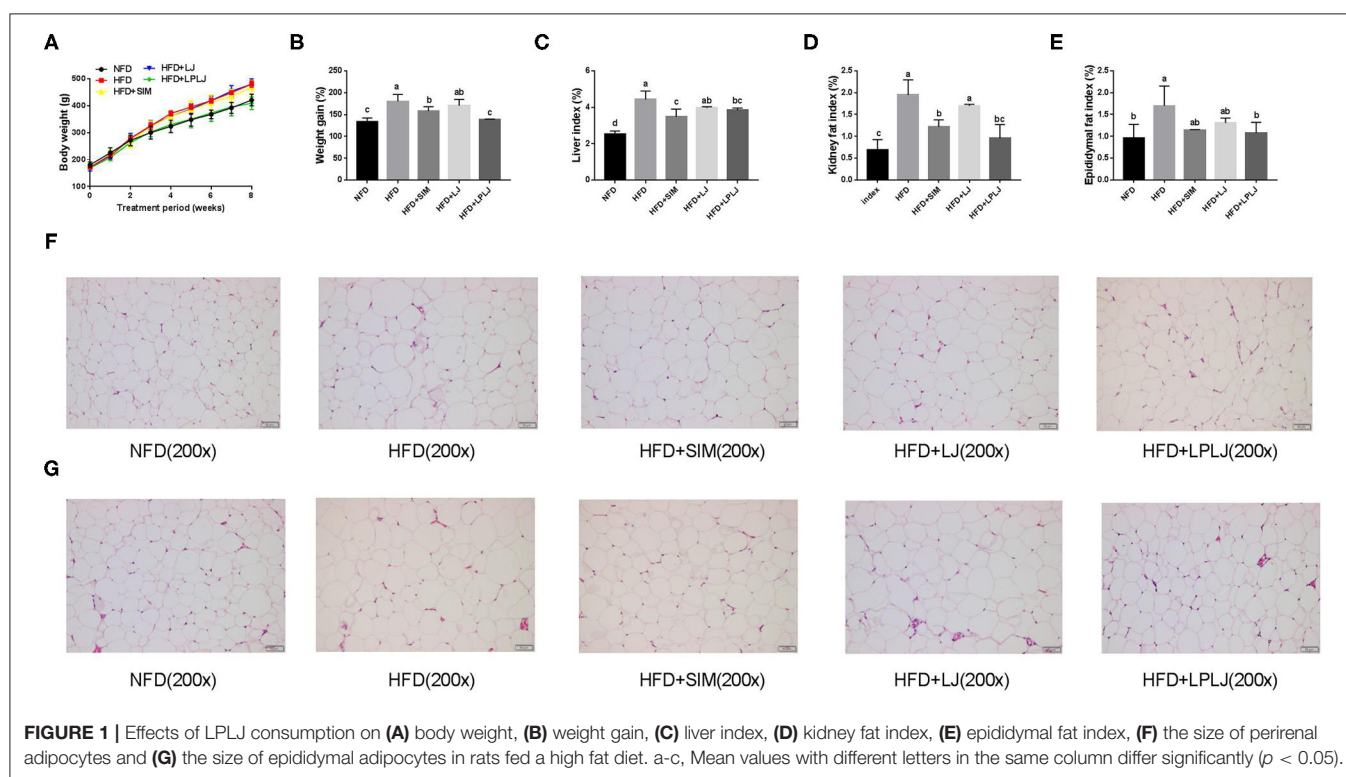 A
B
C
D
E
NFD
HFD
HFD+SIM
HFD+LJ
HFD+LPLJ
Body weight (g)
500
400
300
200
100
0 2 4 6 8
Treatment period (weeks)
Weight gain (%)
250
200
150
100
50
0
c a b ab c
NFD HFD HFD+SIM HFD+LJ HFD+LPLJ
Liver index (%)
6
4
2
0
d a c ab bc
NFD HFD HFD+SIM HFD+LJ HFD+LPLJ
Kidney fat index (%)
2.5
2.0
1.5
1.0
0.5
0.0
c a b a bc
index HFD HFD+SIM HFD+LJ HFD+LPLJ
Epididymal fat index (%)
2.5
2.0
1.5
1.0
0.5
0.0
b a ab ab b
NFD HFD HFD+SIM HFD+LJ HFD+LPLJ
F
NFD(200x) HFD(200x) HFD+SIM(200x) HFD+LJ(200x) HFD+LPLJ(200x)
G
NFD(200x) HFD(200x) HFD+SIM(200x) HFD+LJ(200x) HFD+LPLJ(200x)
FIGURE 1 | Effects of LPLJ consumption on (A) body weight, (B) weight gain, (C) liver index, (D) kidney fat index, (E) epididymal fat index, (F) the size of perirenal
adipocytes and (G) the size of epididymal adipocytes in rats fed a high fat diet. a-c, Mean values with different letters in the same column differ significantly (p < 0.05).